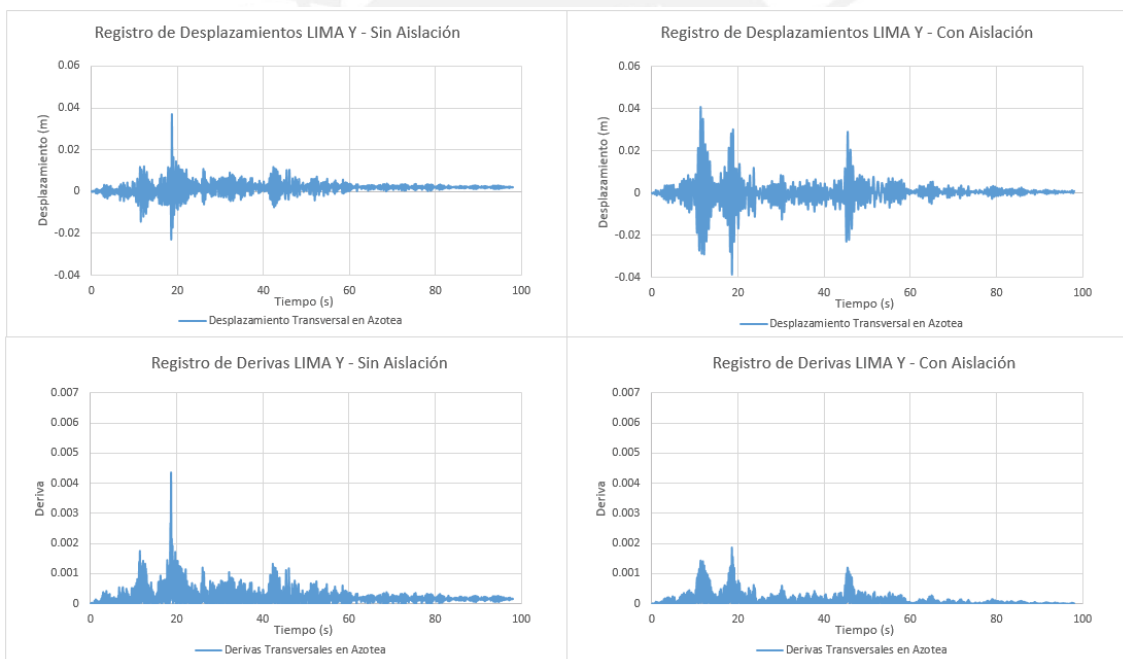 Registro de Desplazamientos LIMA Y - Sin Aislación
0.06
0.04
0.02
0
-0.02
-0.04
Desplazamiento (m)
0 20 40 60 80 100
Tiempo (s)
Desplazamiento Transversal en Azotea
Registro de Desplazamientos LIMA Y - Con Aislación
0.06
0.04
0.02
0
-0.02
-0.04
Desplazamiento (m)
0 20 40 60 80 100
Tiempo (s)
Desplazamiento Transversal en Azotea
Registro de Derivas LIMA Y - Sin Aislación
0.007
0.006
0.005
0.004
0.003
0.002
0.001
0
Deriva
0 20 40 60 80 100
Tiempo (s)
Derivas Transversales en Azotea
Registro de Derivas LIMA Y - Con Aislación
0.007
0.006
0.005
0.004
0.003
0.002
0.001
0
Deriva
0 20 40 60 80 100
Tiempo (s)
Derivas Transversales en Azotea